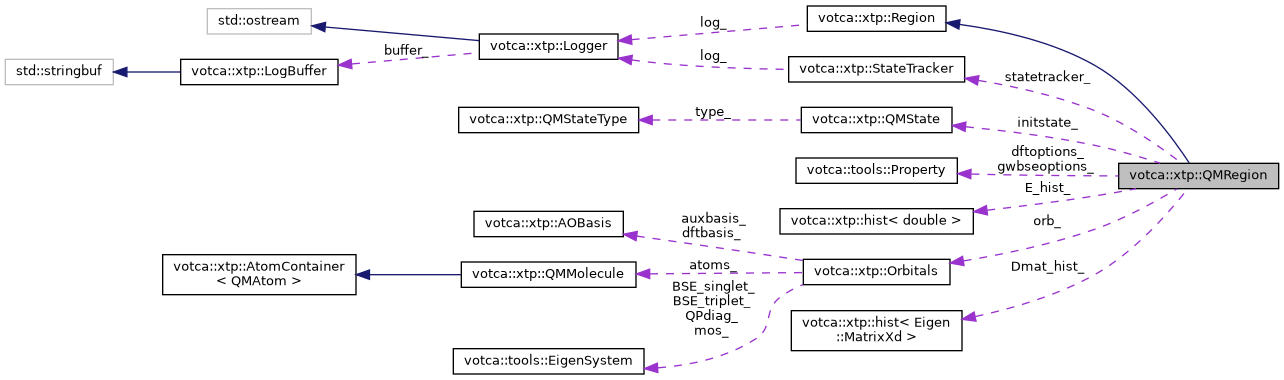 std::ostream
votca::xtp::Region
log_
votca::xtp::Logger
buffer_
log_
std::stringbuf
votca::xtp::LogBuffer
votca::xtp::StateTracker
statetracker_
votca::xtp::QMStateType
type_
votca::xtp::QMState
initstate_
dftoptions_
gwbseoptions_
votca::tools::Property
votca::xtp::QMRegion
E_hist_
votca::xtp::hist< double >
votca::xtp::AOBasis
auxbasis_
dftbasis_
orb_
votca::xtp::AtomContainer
< QMAtom >
votca::xtp::QMMolecule
atoms_
votca::xtp::Orbitals
Dmat_hist_
BSE_singlet_
BSE_triplet_
QPdiag_
mos_
votca::xtp::hist< Eigen
::MatrixXd >
votca::tools::EigenSystem